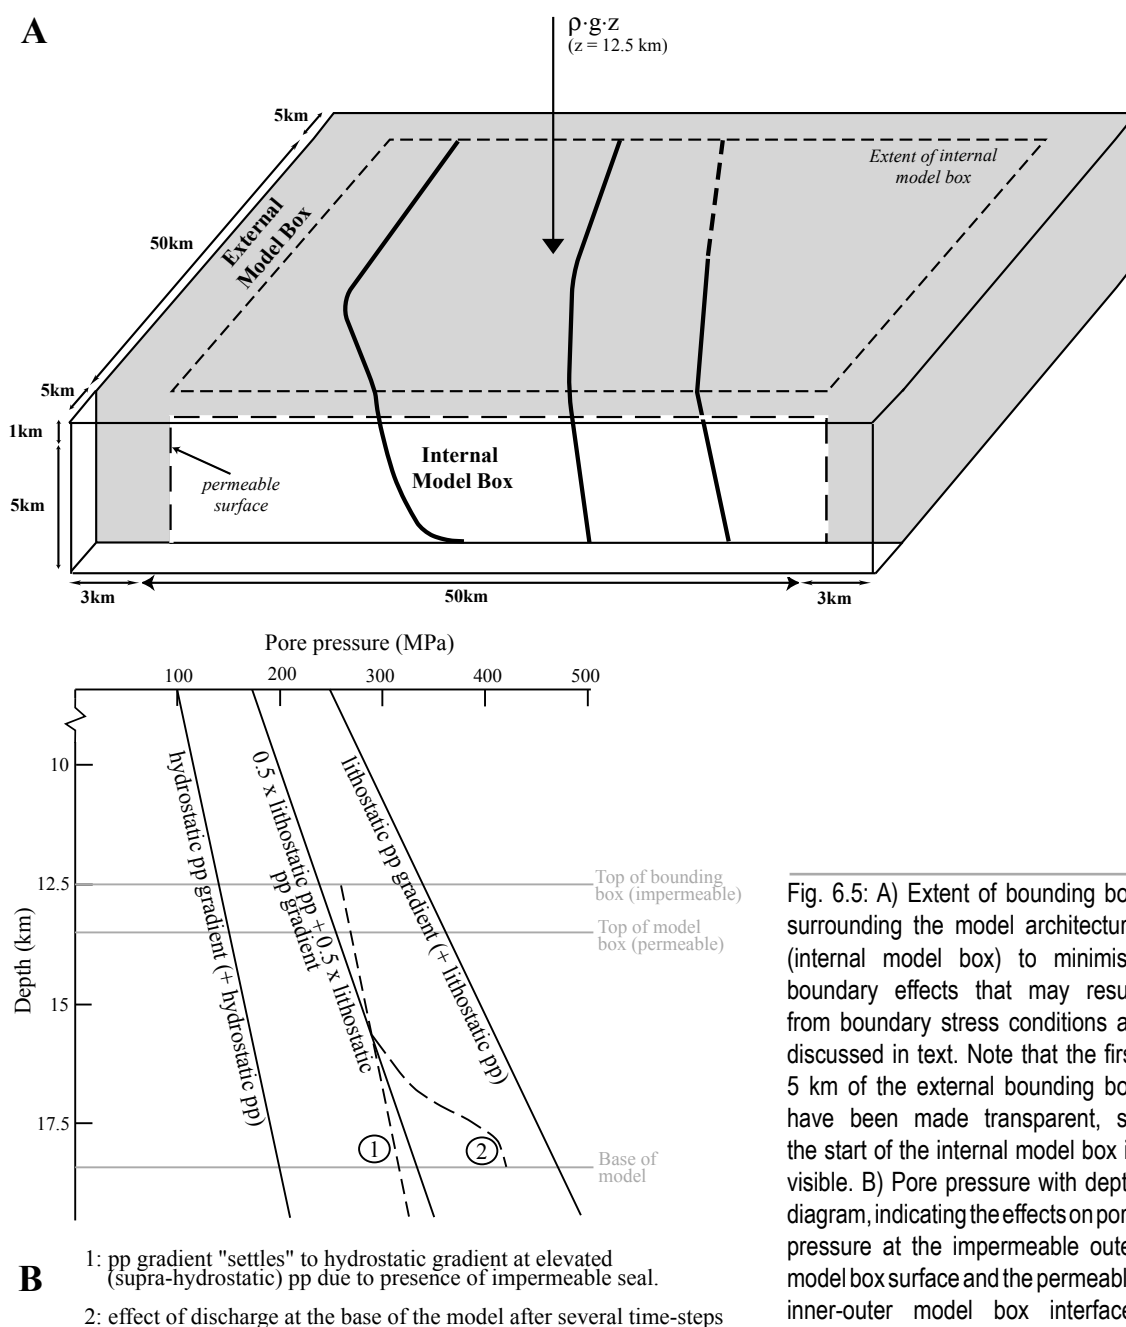 A
ρ·g·z
(z = 12.5 km)
5km
Extent of internal
model box
External
Model Box
50km
5km
1km
Internal
Model Box
permeable
surface
5km
3km
50km
3km
Pore pressure (MPa)
100
200
300
400
500
hydrostatic pp gradient (+ hydrostatic pp)
0.5 x lithostatic pp + 0.5 x lithostatic
pp gradient
lithostatic pp gradient (+ lithostatic pp)
10
12.5
15
17.5
Depth (km)
Top of bounding
box (impermeable)
Top of model
box (permeable)
Base of
model
1
2
B
1: pp gradient "settles" to hydrostatic gradient at elevated
(supra-hydrostatic) pp due to presence of impermeable seal.
2: effect of discharge at the base of the model after several time-steps
Fig. 6.5: A) Extent of bounding bo
surrounding the model architectur
(internal model box) to minimis
boundary effects that may resu
from boundary stress conditions a
discussed in text. Note that the firs
5 km of the external bounding bo
have been made transparent, s
the start of the internal model box i
visible. B) Pore pressure with dept
diagram, indicating the effects on por
pressure at the impermeable oute
model box surface and the permeabl
inner-outer model box interface